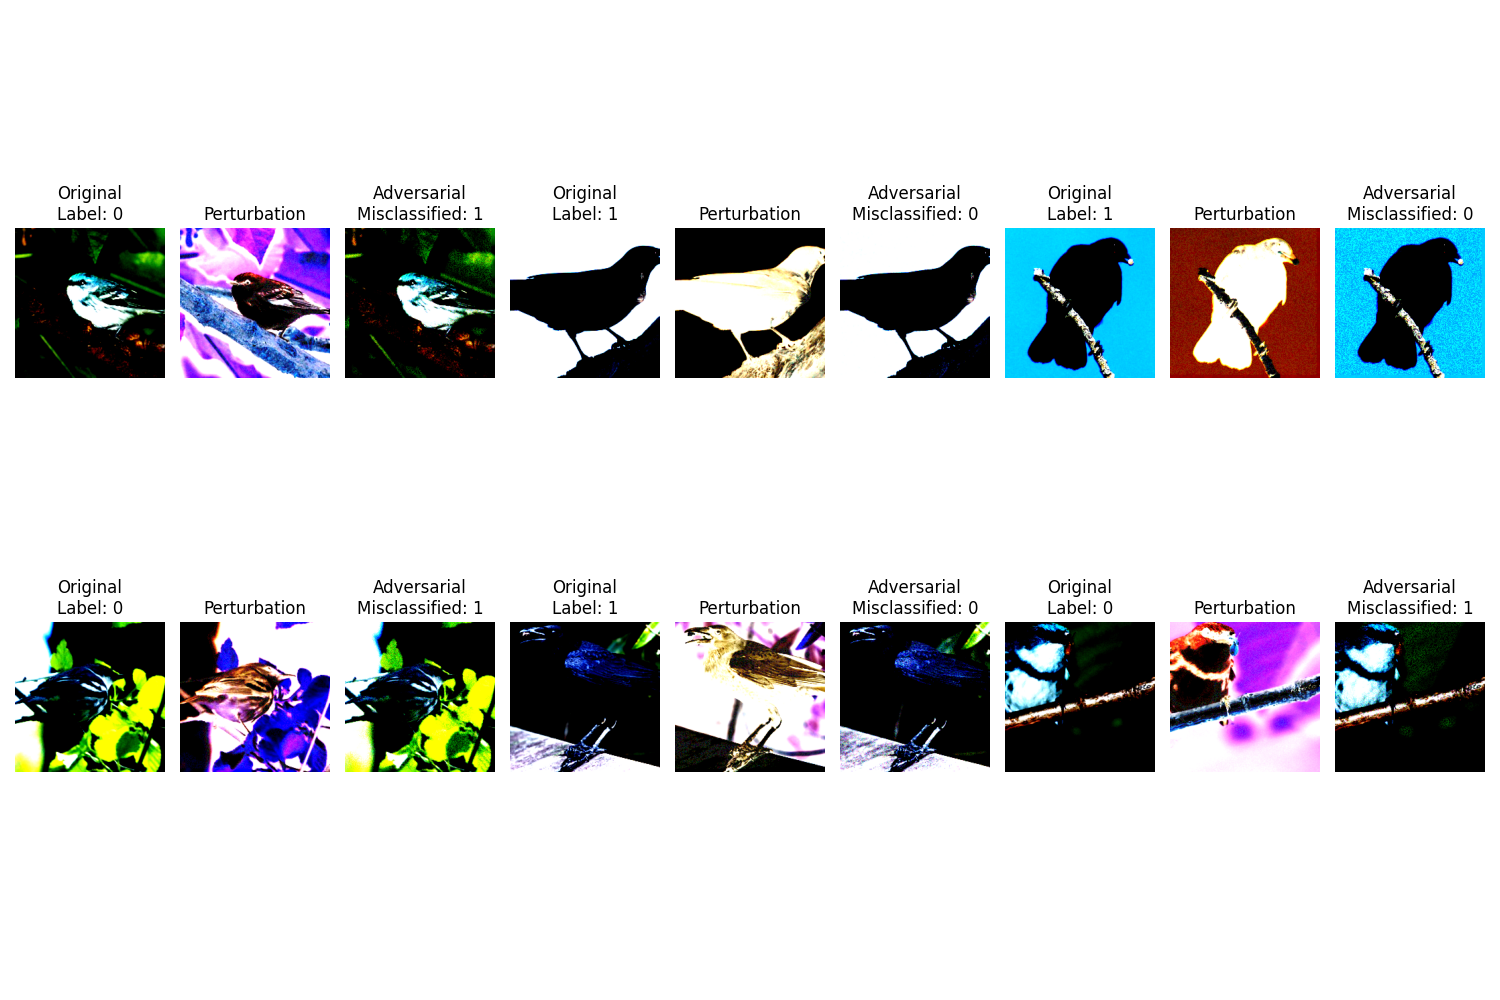 Original
Label: 0
Perturbation
Adversarial
Misclassified: 1
Original
Label: 1
Perturbation
Adversarial
Misclassified: 0
Original
Label: 1
Perturbation
Adversarial
Misclassified: 0
Original
Label: 0
Perturbation
Adversarial
Misclassified: 1
Original
Label: 1
Perturbation
Adversarial
Misclassified: 0
Original
Label: 0
Perturbation
Adversarial
Misclassified: 1